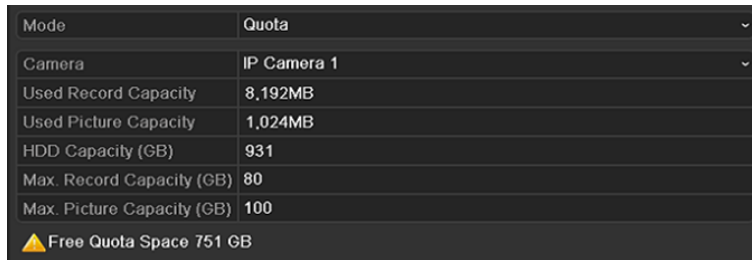 Mode Quota
Camera IP Camera 1
Used Record Capacity 8,192MB
Used Picture Capacity 1,024MB
HDD Capacity (GB) 931
Max. Record Capacity (GB) 80
Max. Picture Capacity (GB) 100
Free Quota Space 751 GB